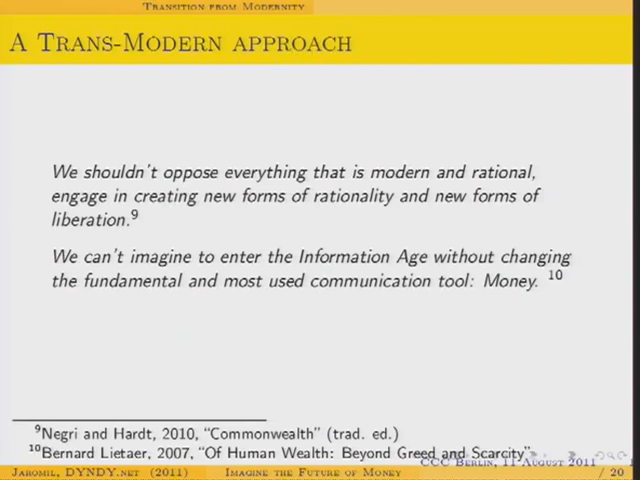 Transition from Modernity
A Trans-Modern approach
We shouldn't oppose everything that is modern and rational,
engage in creating new forms of rationality and new forms of
liberation.9
We can't imagine to enter the Information Age without changing
the fundamental and most used communication tool: Money. 10
9Negri and Hardt, 2010, "Commonwealth" (trad. ed.)
10Bernard Lietaer, 2007, "Of Human Wealth: Beyond Greed and Scarcity"
CCC Berlin, 11 August 2011
Jaromil, DYNDY.net (2011) Imagine the Future of Money / 20